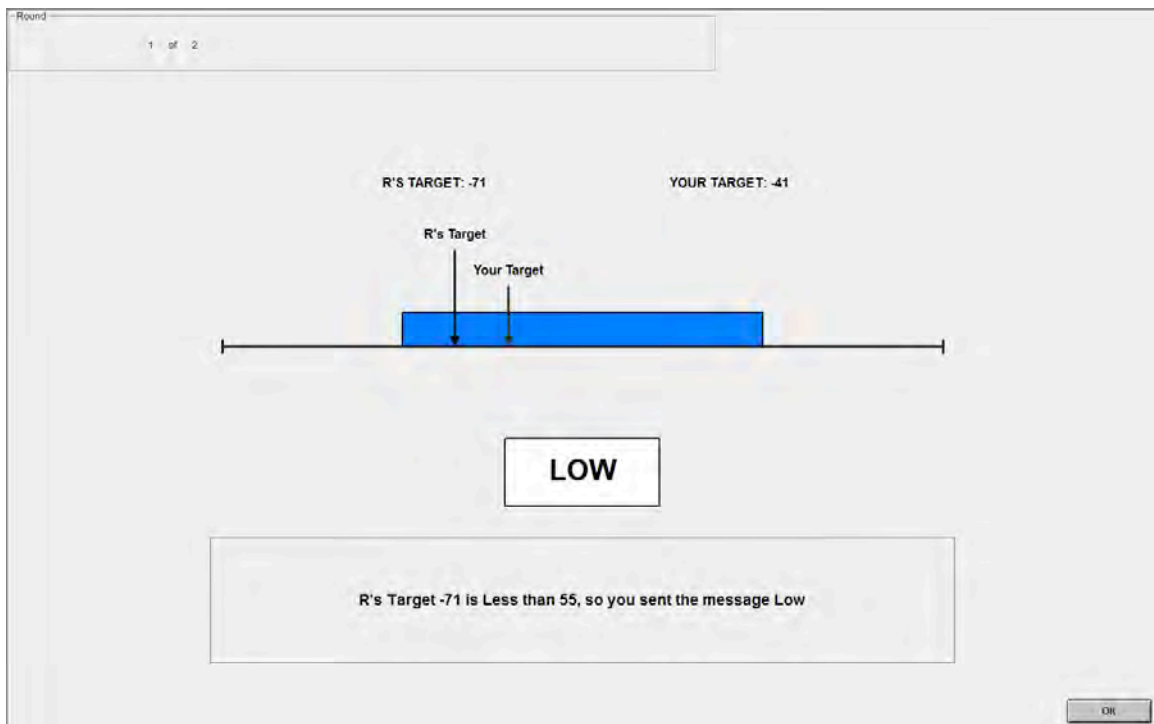 Round
1 of 2
R'S TARGET: -71 YOUR TARGET: -41
R's Target
Your Target
LOW
R's Target -71 is Less than 55, so you sent the message Low
OK